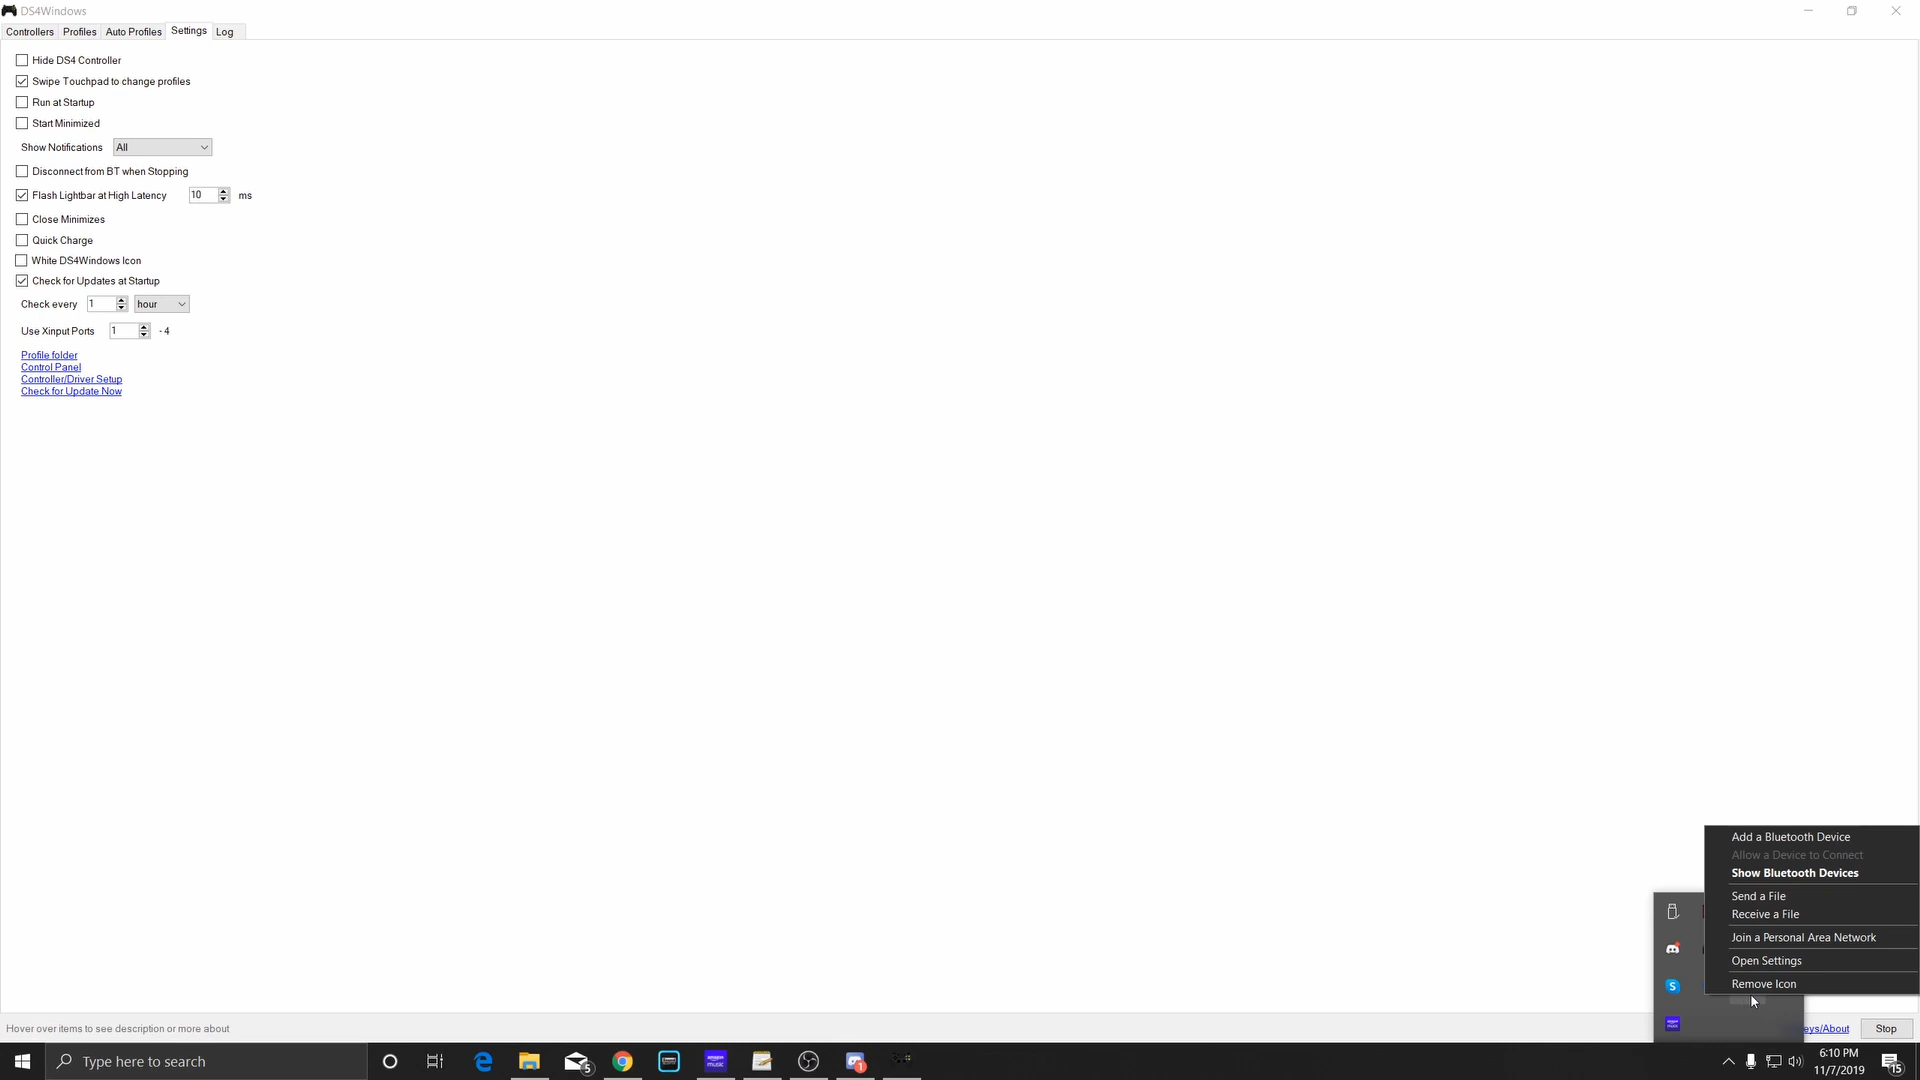 DS4Windows
Controllers Profiles Auto Profiles Settings Log
Hide DS4 Controller
Swipe Touchpad to change profiles
Run at Startup
Start Minimized
Show Notifications All
Disconnect from BT when Stopping
Flash Lightbar at High Latency 10 ms
Close Minimizes
Quick Charge
White DS4Windows Icon
Check for Updates at Startup
Check every 1 hour
Use Xinput Ports 1 - 4
Profile folder
Control Panel
Controller/Driver Setup
Check for Update Now
Add a Bluetooth Device
Allow a Device to Connect
Show Bluetooth Devices
Send a File
Receive a File
Join a Personal Area Network
Open Settings
Remove Icon
Hover over items to see description or more about
eys/About Stop
Type here to search
5
music
1
6:10 PM
11/7/2019
15